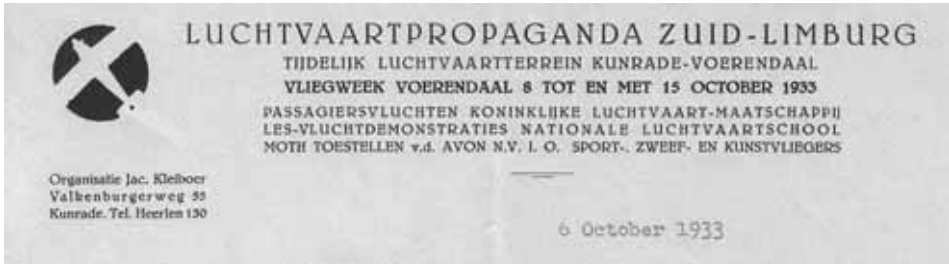 LUCHTVAARTPROPAGANDA ZUID-LIMBURG
TIJDELIJK LUCHTVAARTTERREIN KUNRADE-VOERENDAAL
VLIEGWEEK VOERENDAAL 8 TOT EN MET 15 OCTOBER 1933
PASSAGIERSVLUCHTEN KONINKLIJKE LUCHTVAART-MAATSCHAPPIJ
LES-VLUCHTDEMONSTRATIES NATIONALE LUCHTVAARTSCHOOL
MOTH TOESTELLEN v.d. AVON N.V. I. O. SPORT-, ZWEEF- EN KUNSTVLIEGERS
Organisatie Jac. Kleiboer
Valkenburgerweg 55
Kunrade. Tel. Heerlen 130
6 October 1933